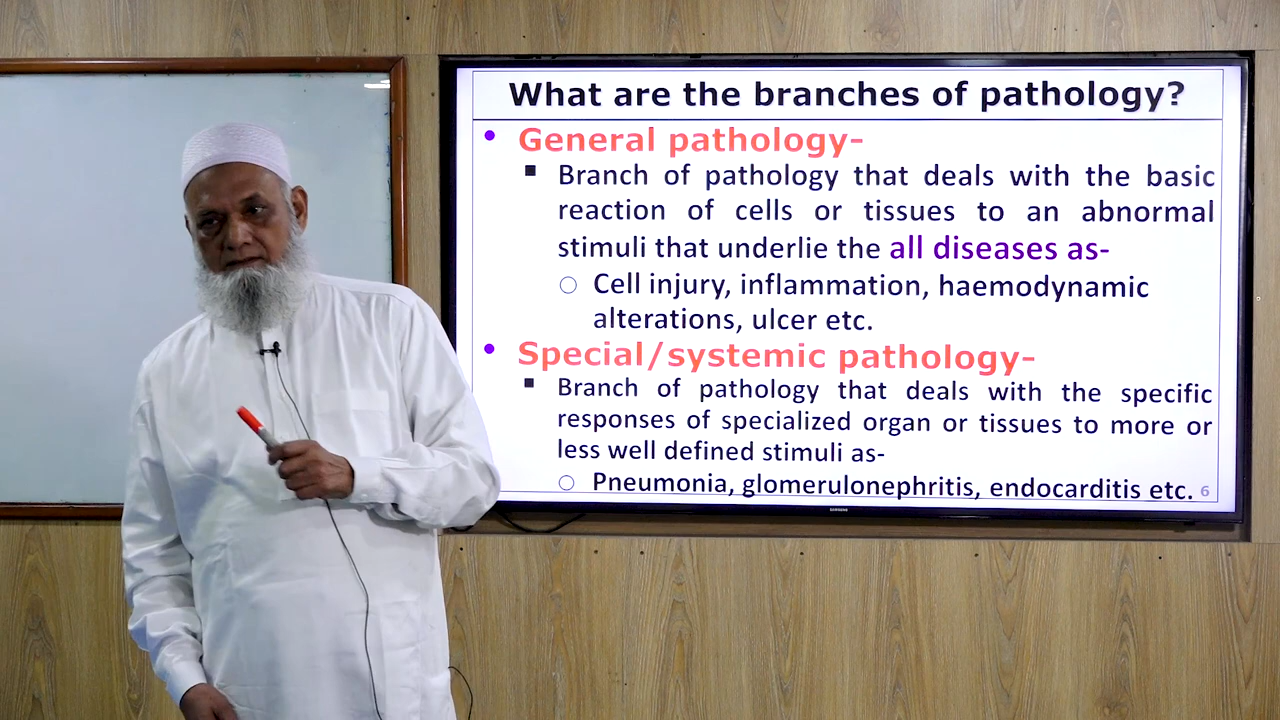 What are the branches of pathology?
• General pathology-
▪ Branch of pathology that deals with the basic
reaction of cells or tissues to an abnormal
stimuli that underlie the all diseases as-
○ Cell injury, inflammation, haemodynamic
alterations, ulcer etc.
• Special/systemic pathology-
▪ Branch of pathology that deals with the specific
responses of specialized organ or tissues to more or
less well defined stimuli as-
○ Pneumonia, glomerulonephritis, endocarditis etc. 6
SAMSUNG